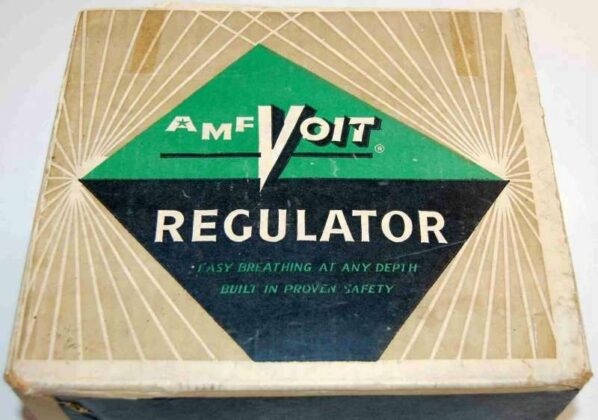 AMF VOIT ®
REGULATOR
EASY BREATHING AT ANY DEPTH
BUILT IN PROVEN SAFETY